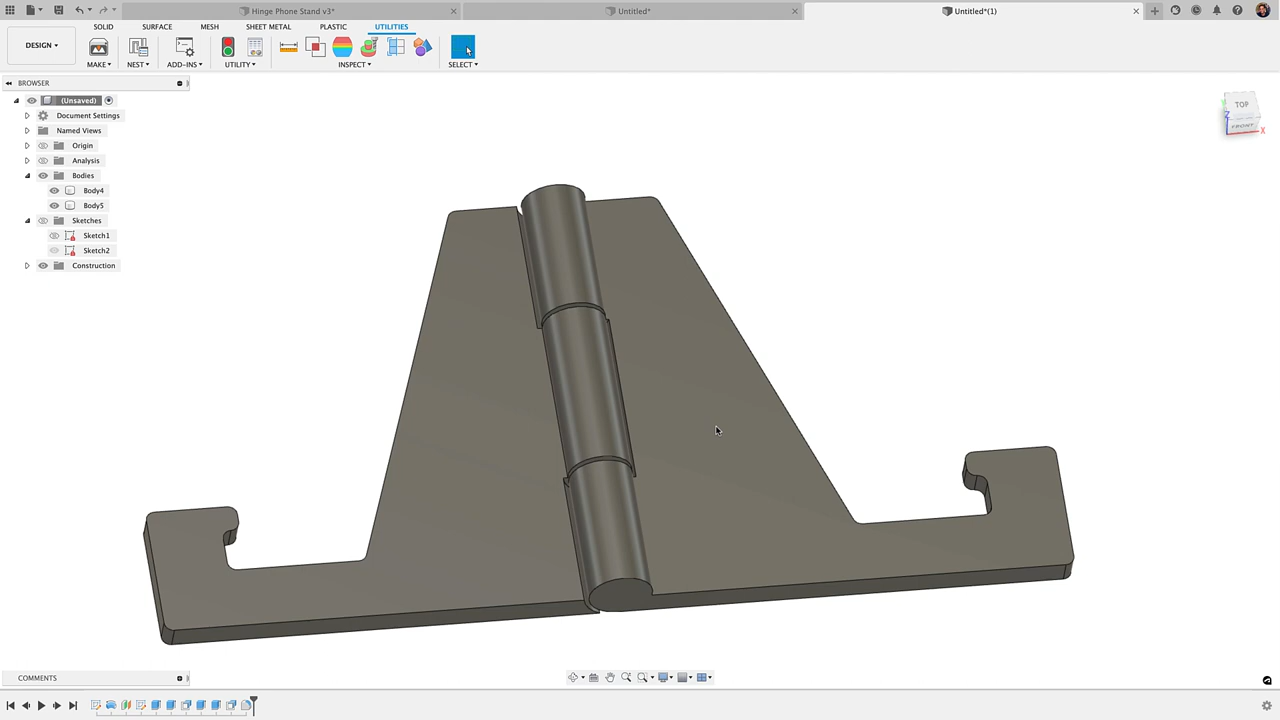 Hinge Phone Stand v3*
Untitled*
Untitled*(1)
SOLID
SURFACE
MESH
SHEET METAL
PLASTIC
UTILITIES
DESIGN
MAKE
NEST
ADD-INS
UTILITY
INSPECT
SELECT
BROWSER
(Unsaved)
Document Settings
Named Views
Origin
Analysis
Bodies
Body4
Body5
Sketches
Sketch1
Sketch2
Construction
TOP
FRONT
Z
X
COMMENTS